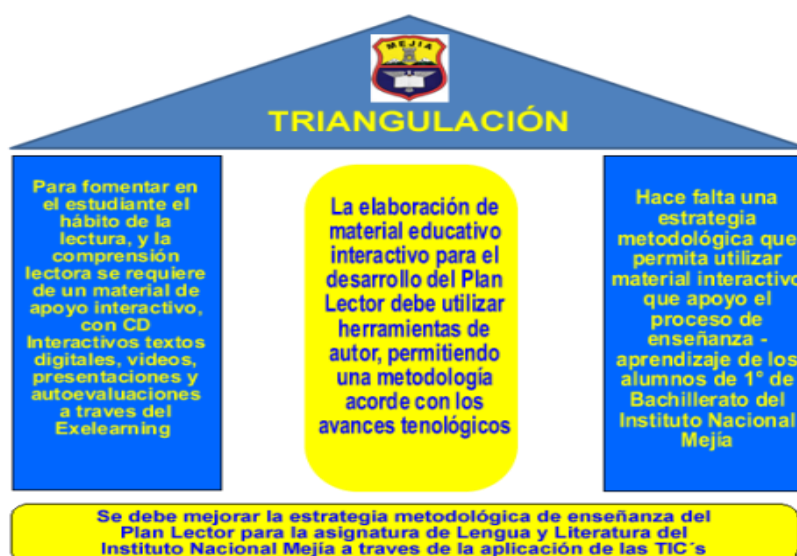 MEJIA
TRIANGULACIÓN
Para fomentar en
el estudiante el
hábito de la
lectura, y la
comprensión
lectora se requiere
de un material de
apoyo interactivo,
con CD
Interactivos textos
digitales, videos,
presentaciones y
autoevaluaciones
a traves del
Exelearning
La elaboración de
material educativo
interactivo para el
desarrollo del Plan
Lector debe utilizar
herramientas de
autor, permitiendo
una metodología
acorde con los
avances tenológicos
Hace falta una
estrategia
metodológica que
permita utilizar
material interactivo
que apoyo el
proceso de
enseñanza -
aprendizaje de los
alumnos de 1° de
Bachillerato del
Instituto Nacional
Mejía
Se debe mejorar la estrategia metodológica de enseñanza del
Plan Lector para la asignatura de Lengua y Literatura del
Instituto Nacional Mejía a traves de la aplicación de las TIC´s